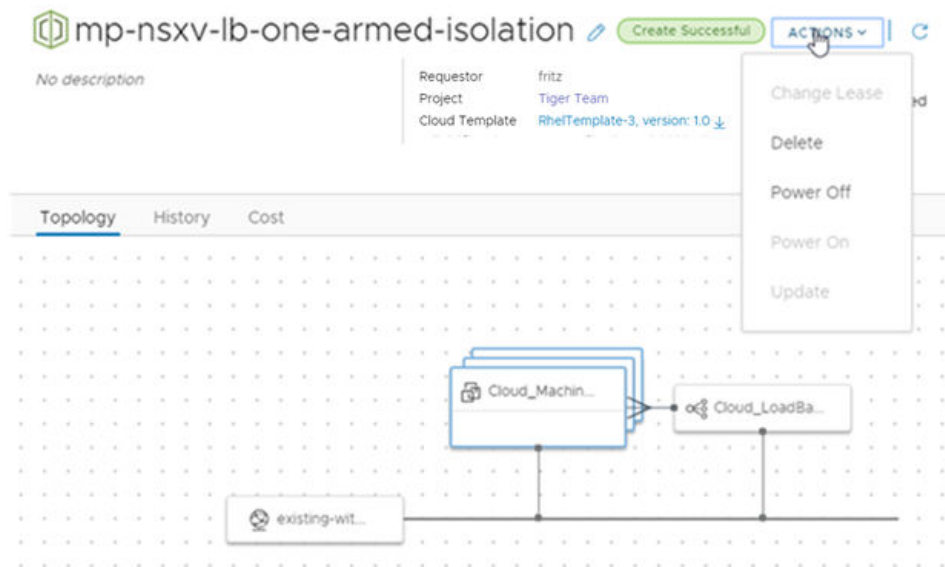 mp-nsxv-lb-one-armed-isolation Create Successful ACTIONS
No description
Requestor fritz
Project Tiger Team
Cloud Template RhelTemplate-3, version: 1.0
Change Lease
Delete
Power Off
Power On
Update
Topology History Cost
Cloud_Machin...
Cloud_LoadBa...
existing-wit...